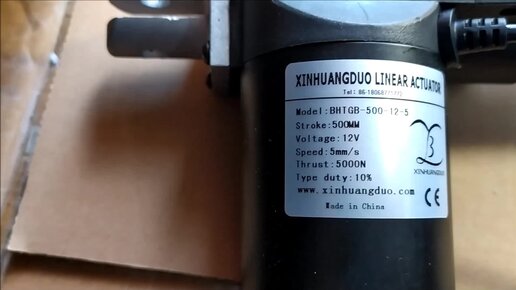 XINHUANGDUO LINEAR ACTUATOR
Model:BHTGB-500-12-5
Stroke:500MM
Voltage:12V
Speed:5mm/s
Thrust:5000N
Type duty:10%
www.xinhuangduo.com
Made in China
XINHUANGDUO
CE